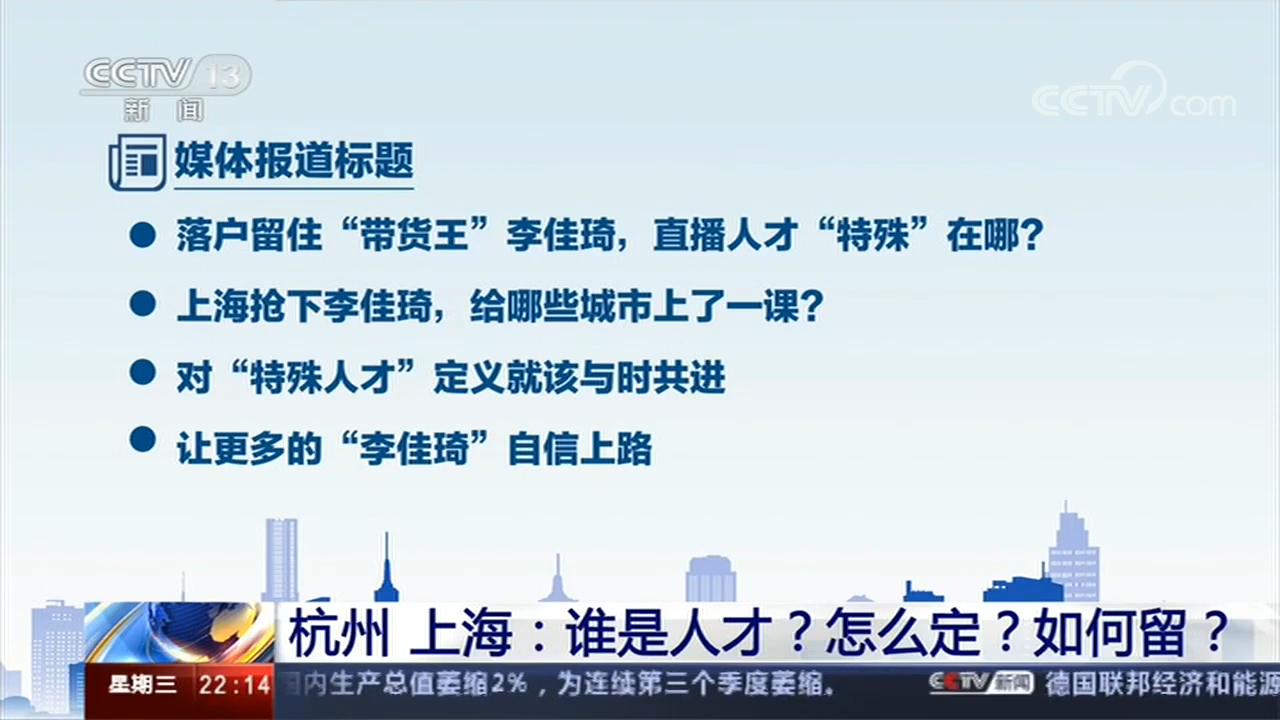 CCTV 13
新闻
CCTV.com
媒体报道标题
落户留住“带货王”李佳琦，直播人才“特殊”在哪？
上海抢下李佳琦，给哪些城市上了一课？
对“特殊人才”定义就该与时共进
让更多的“李佳琦”自信上路
杭州 上海：谁是人才？怎么定？如何留？
星期三 22:14 国内生产总值萎缩2%，为连续第三个季度萎缩。 CCTV新闻 德国联邦经济和能源